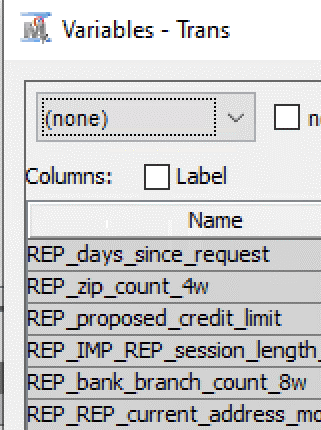 Variables - Trans
(none)
Columns: Label
Name
REP_days_since_request
REP_zip_count_4w
REP_proposed_credit_limit
REP_IMP_REP_session_length_
REP_bank_branch_count_8w
REP_REP_current_address_mo